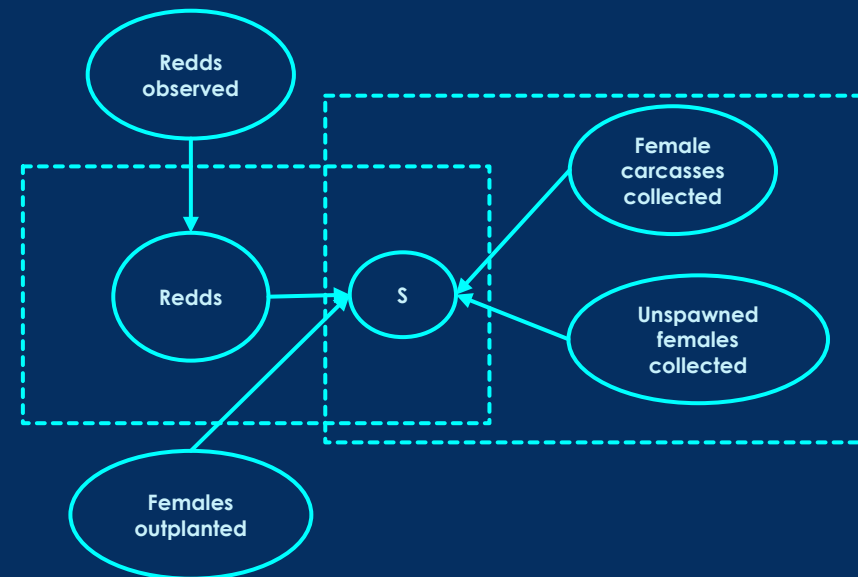 Redds
observed
Female
carcasses
collected
Redds
S
Unspawned
females
collected
Females
outplanted